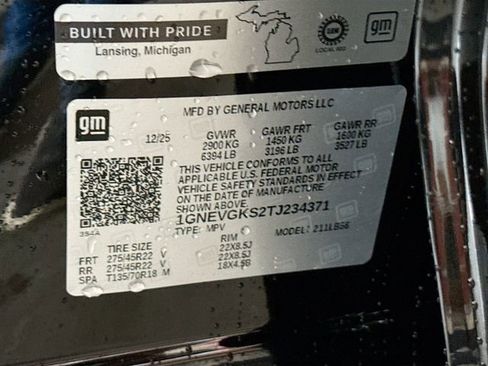 BUILT WITH PRIDE
Lansing, Michigan
gm
gm
MFD BY GENERAL MOTORS LLC
12/25 GVWR GAWR FRT GAWR RR
2900 KG 1450 KG 1600 KG
6394 LB 3196 LB 3527 LB
THIS VEHICLE CONFORMS TO ALL
APPLICABLE U.S. FEDERAL MOTOR
VEHICLE SAFETY STANDARDS IN EFFECT
ON THE DATE OF MANUFACTURE
SHOWN ABOVE.
1GNEVGKS2TJ234371
TYPE: MPV MODEL: 211LB56
TIRE SIZE RIM
FRT 275/45R22 V 22X8.5J
RR 275/45R22 V 22X8.5J
SPA T135/70R18 M 18X4.5B